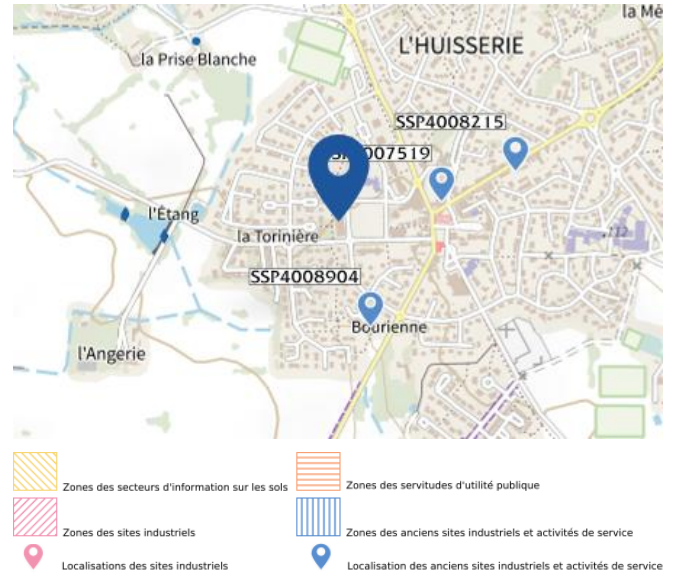 la Mé
L'HUISSERIE
la Prise Blanche
SSP4008215
007519
l'Étang
la Torinière
112
SSP4008904
Bourienne
l'Angerie
Zones des secteurs d'information sur les sols
Zones des servitudes d'utilité publique
Zones des sites industriels
Zones des anciens sites industriels et activités de service
Localisations des sites industriels
Localisation des anciens sites industriels et activités de service